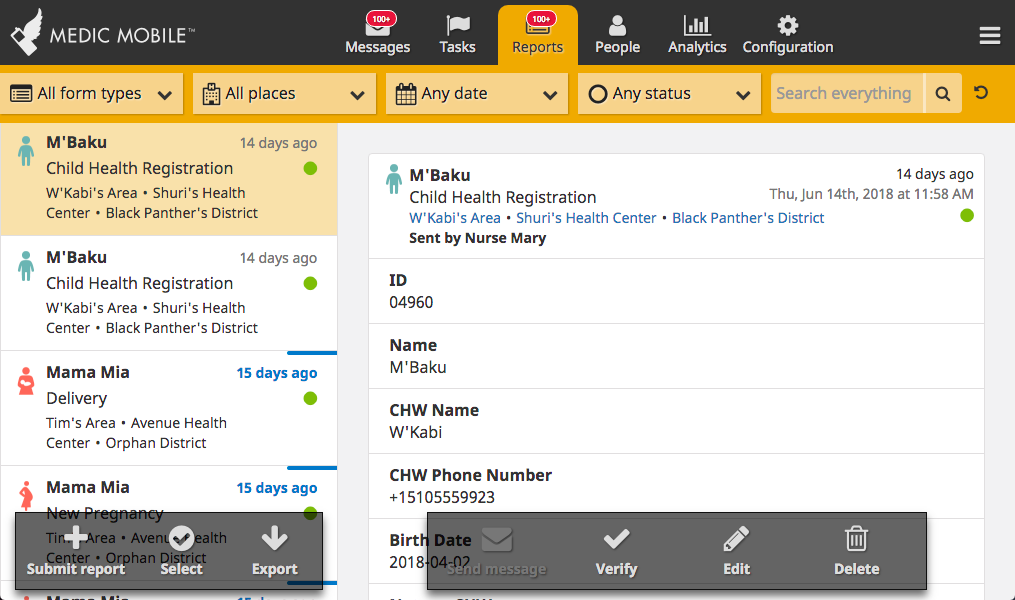 MEDIC MOBILE™
100+
Messages
Tasks
100+
Reports
People
Analytics
Configuration
All form types
All places
Any date
Any status
Search everything
M'Baku
14 days ago
Child Health Registration
W'Kabi's Area • Shuri's Health
Center • Black Panther's District
M'Baku
14 days ago
Child Health Registration
W'Kabi's Area • Shuri's Health
Center • Black Panther's District
Mama Mia
15 days ago
Delivery
Tim's Area • Avenue Health
Center • Orphan District
Mama Mia
15 days ago
New Pregnancy
Tim's Area • Avenue Health
Center • Orphan District
Submit report
Select
Export
M'Baku
14 days ago
Child Health Registration
Thu, Jun 14th, 2018 at 11:58 AM
W'Kabi's Area • Shuri's Health Center • Black Panther's District
Sent by Nurse Mary
ID
04960
Name
M'Baku
CHW Name
W'Kabi
CHW Phone Number
+15105559923
Birth Date
2018-04-02
Send message
Verify
Edit
Delete